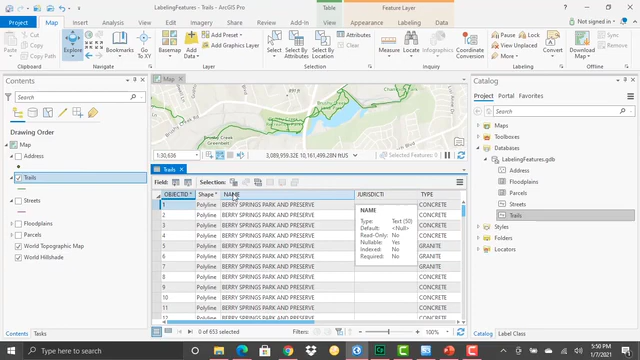 LabelingFeatures - Trails - ArcGIS Pro
Table
Feature Layer
Project
Map
Insert
Analysis
View
Edit
Imagery
Share
Add-In
View
Appearance
Labeling
Data
Not signed in
Explore
Bookmarks
Go To XY
Basemap
Add Data
Add Preset
Add Graphics Layer
Select
Select By Attributes
Select By Location
Measure
Locate
Infographics
Coordinate Conversion
Pause
View Unplaced
More
Convert
Download Map
Navigate
Layer
Selection
Inquiry
Labeling
Offline
Contents
Search
Drawing Order
Map
Address
Trails
Streets
Floodplains
Parcels
World Topographic Map
World Hillshade
Contents
Tasks
Map
Brushy Creek Greenbelt
1:30,636
3,089,959.32E 10,161,499.28N ftUS
Selected Features: 0
Trails
Field:
Selection:
OBJECTID *
Shape *
NAME
JURISDICTI
TYPE
1 Polyline BERRY SPRINGS PARK AND PRESERVE CONCRETE
2 Polyline BERRY SPRINGS PARK AND PRESERVE CONCRETE
3 Polyline BERRY SPRINGS PARK AND PRESERVE CONCRETE
4 Polyline BERRY SPRINGS PARK AND PRESERVE CONCRETE
5 Polyline BERRY SPRINGS PARK AND PRESERVE GRANITE
6 Polyline BERRY SPRINGS PARK AND PRESERVE GRANITE
7 Polyline BERRY SPRINGS PARK AND PRESERVE GRANITE
8 Polyline BERRY SPRINGS PARK AND PRESERVE CONCRETE
9 Polyline BERRY SPRINGS PARK AND PRESERVE CONCRETE
10 Polyline BERRY SPRINGS PARK AND PRESERVE CONCRETE
11 Polyline BERRY SPRINGS PARK AND PRESERVE CONCRETE
12 Polyline BERRY SPRINGS PARK AND PRESERVE CONCRETE
NAME
Type: Text (50)
Default: <Null>
Read-Only: No
Nullable: Yes
Indexed: No
Required: No
0 of 653 selected
Filters:
100%
Catalog
Project
Portal
Favorites
Search Project
Maps
Toolboxes
Databases
LabelingFeatures.gdb
Address
Floodplains
Parcels
Streets
Trails
Styles
Folders
Locators
Catalog
Label Class
Type here to search
5:50 PM
1/7/2021